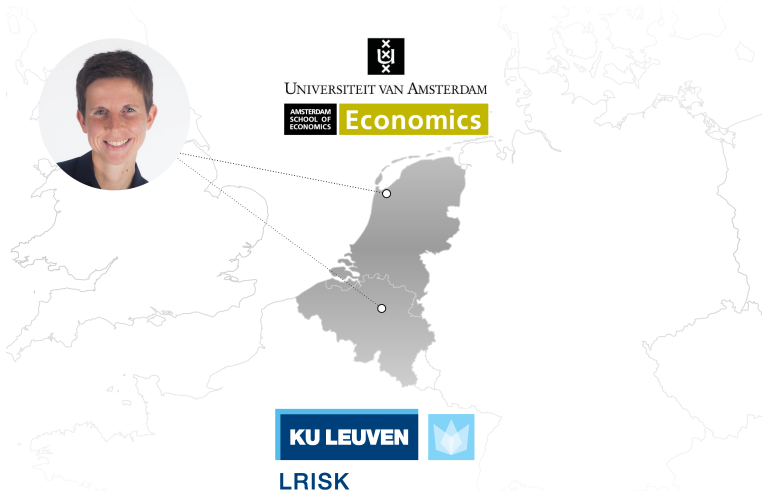 UNIVERSITEIT VAN AMSTERDAM
AMSTERDAM
SCHOOL OF
ECONOMICS
Economics
KU LEUVEN
LRISK